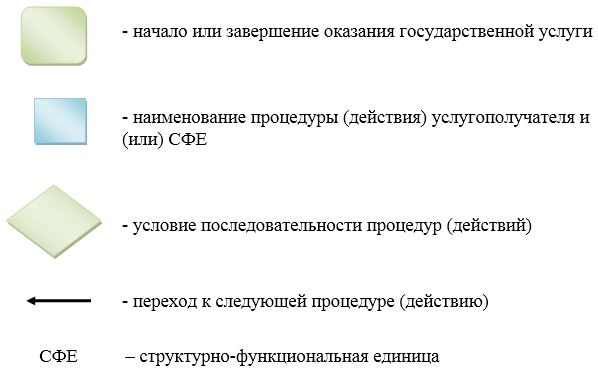 - начало или завершение оказания государственной услуги
- наименование процедуры (действия) услугополучателя и
(или) СФЕ
- условие последовательности процедур (действий)
- переход к следующей процедуре (действию)
СФЕ – структурно-функциональная единица